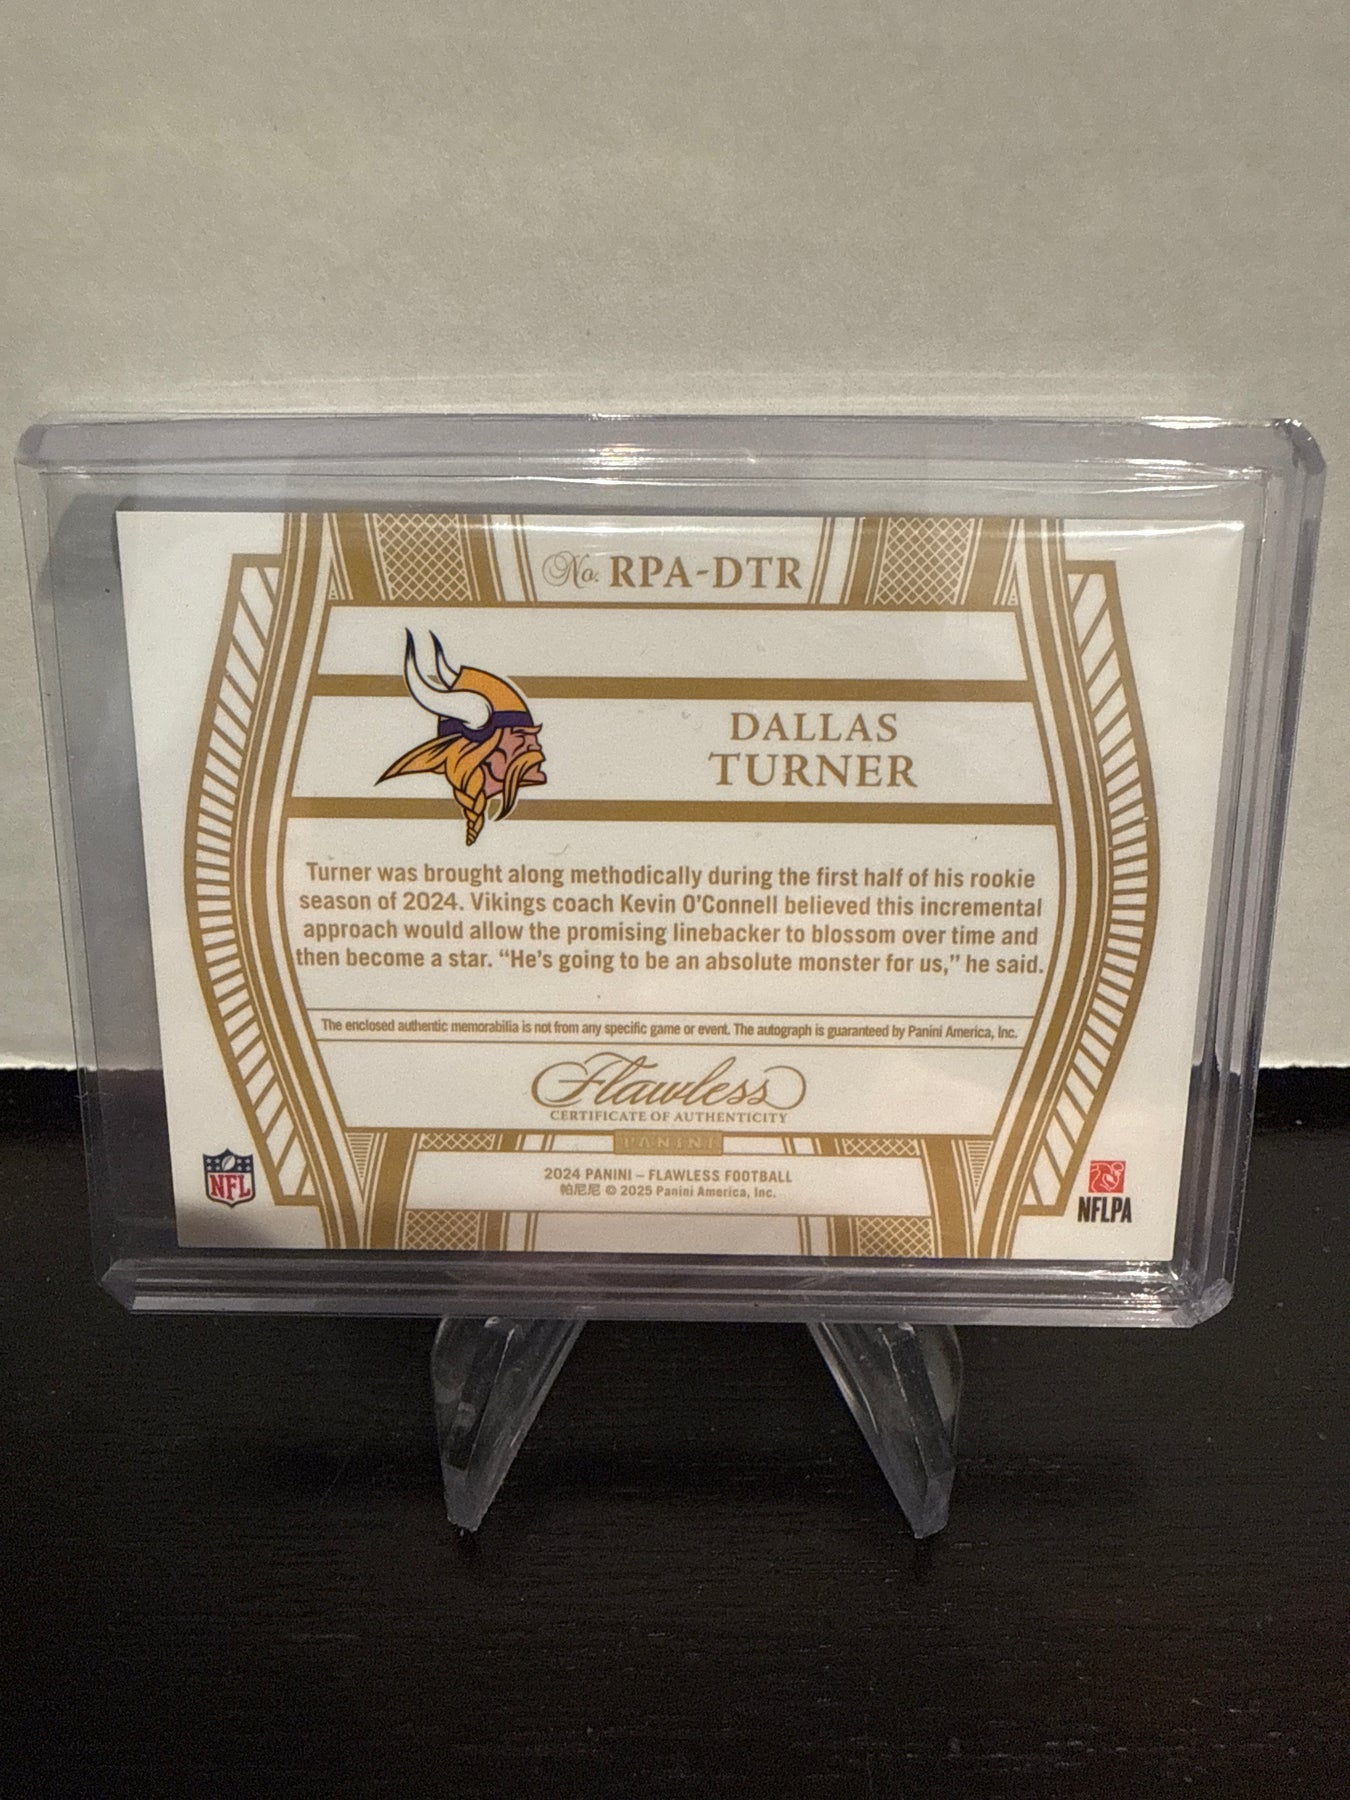 No. RPA-DTR
DALLAS
TURNER
Turner was brought along methodically during the first half of his rookie
season of 2024. Vikings coach Kevin O'Connell believed this incremental
approach would allow the promising linebacker to blossom over time and
then become a star. “He's going to be an absolute monster for us,” he said.
The enclosed authentic memorabilia is not from any specific game or event. The autograph is guaranteed by Panini America, Inc.
Flawless
CERTIFICATE OF AUTHENTICITY
PANINI
NFL
2024 PANINI – FLAWLESS FOOTBALL
帕尼尼 © 2025 Panini America, Inc.
NFLPA